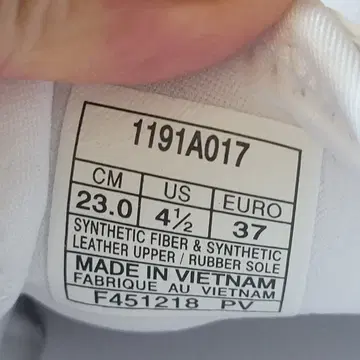 1191A017
CM US EURO
23.0 4½ 37
SYNTHETIC FIBER & SYNTHETIC
LEATHER UPPER / RUBBER SOLE
MADE IN VIETNAM
FABRIQUE AU VIETNAM
F451218 PV